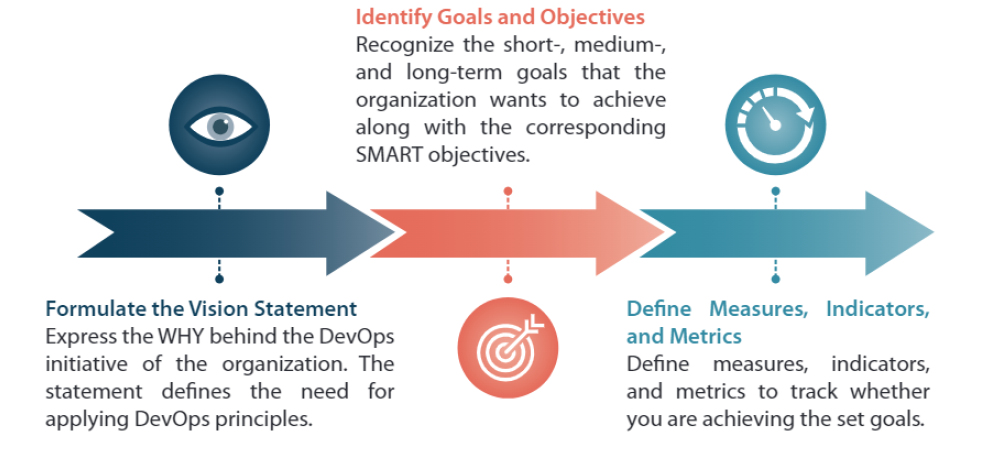 Identify Goals and Objectives
Recognize the short-, medium-,
and long-term goals that the
organization wants to achieve
along with the corresponding
SMART objectives.
Formulate the Vision Statement
Express the WHY behind the DevOps
initiative of the organization. The
statement defines the need for
applying DevOps principles.
Define Measures, Indicators,
and Metrics
Define measures, indicators,
and metrics to track whether
you are achieving the set goals.